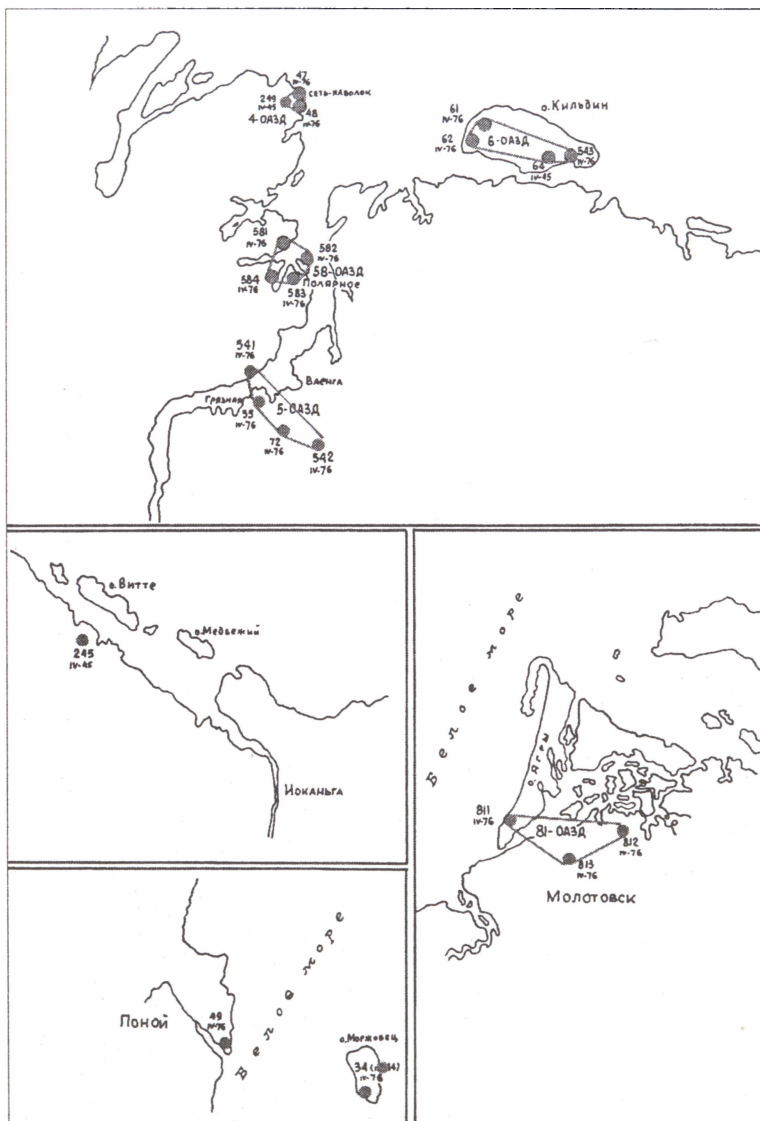 47
IV-76
СЕТЬ-НАВОЛОК
249
IV-45
4-ОАЗД
48
IV-76
о.Кильдин
61
IV-76
62
IV-76
6-ОАЗД
64
IV-45
543
IV-76
581
IV-76
582
IV-76
58-ОАЗД
Полярное
584
IV-76
583
IV-76
541
IV-76
Ваенга
Грязная
55
IV-76
5-ОАЗД
72
IV-76
542
IV-76
о.Витте
о.Медвежий
245
IV-45
Иоканьга
Белое море
о.Ягры
811
IV-76
81-ОАЗД
812
IV-76
813
IV-76
Молотовск
Белое море
Поной
49
IV-76
о.Моржовец
34
IV-76